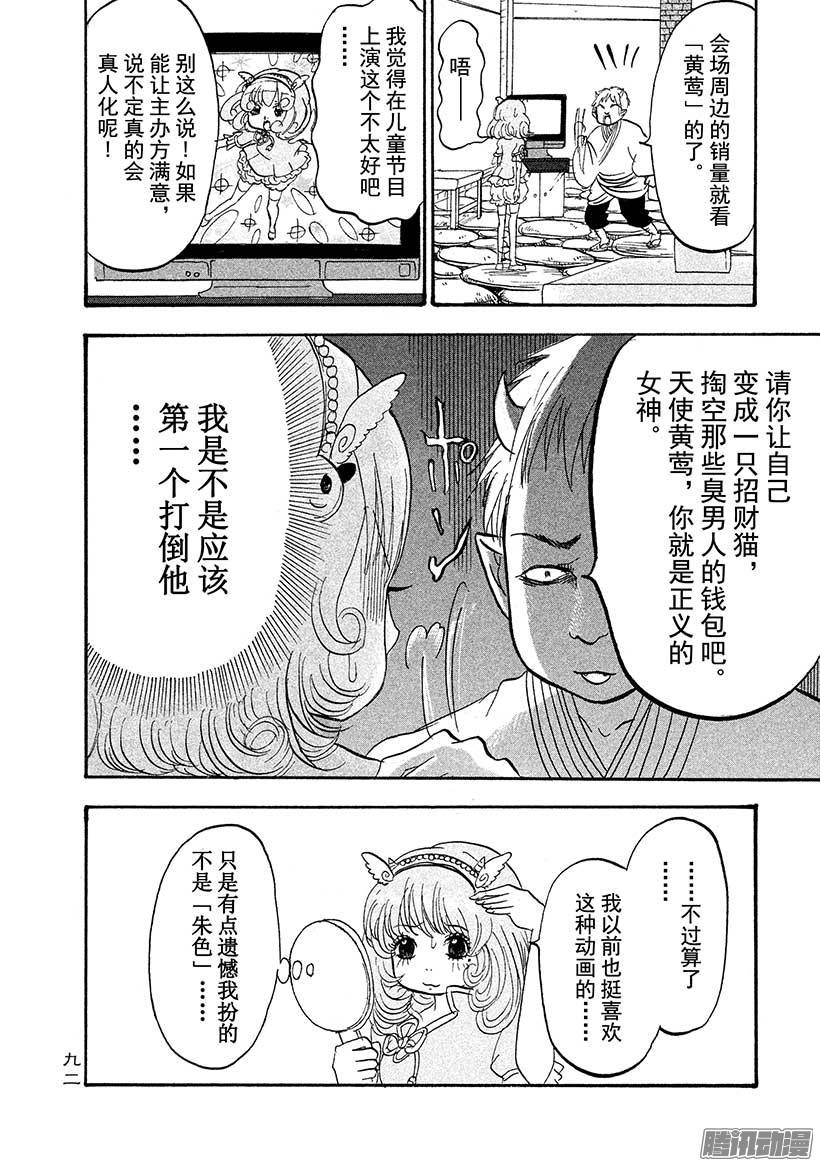 会场周边的销量就看
「黄莺」的了。
唔——
我觉得在儿童节目
上演这个不太好吧
……
别这么说！如果
能让主办方满意，
说不定真的会
真人化呢！
请你让自己
变成一只招财猫，
掏空那些臭男人的钱包吧。
天使黄莺，你就是正义的
女神。
ポン
我是不是应该
第一个打倒他
……
……不过算了
……
我以前也挺喜欢
这种动画的……
只是有点遗憾我扮的
不是「朱色」……
九二
腾讯动漫